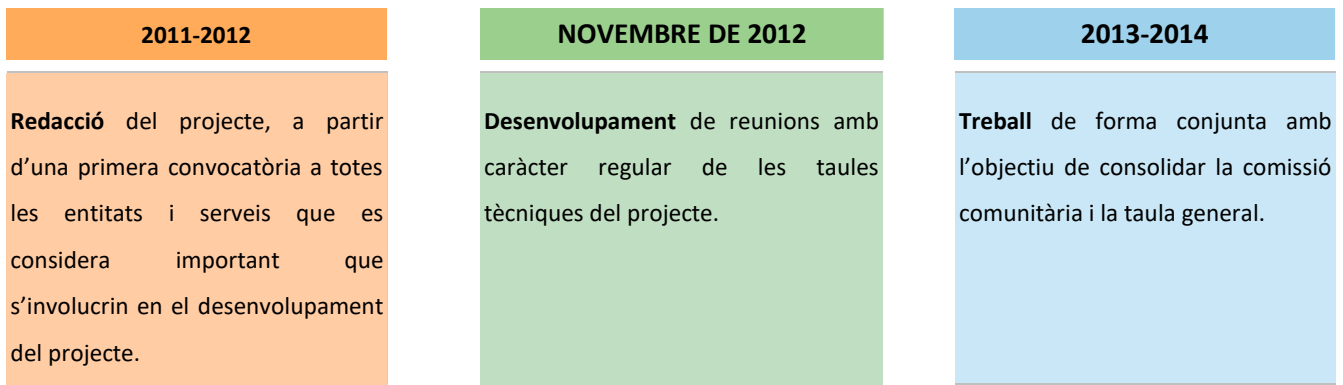 2011-2012
Redacció del projecte, a partir
d’una primera convocatòria a totes
les entitats i serveis que es
considera important que
s’involucrin en el desenvolupament
del projecte.
NOVEMBRE DE 2012
Desenvolupament de reunions amb
caràcter regular de les taules
tècniques del projecte.
2013-2014
Treball de forma conjunta amb
l’objectiu de consolidar la comissió
comunitària i la taula general.